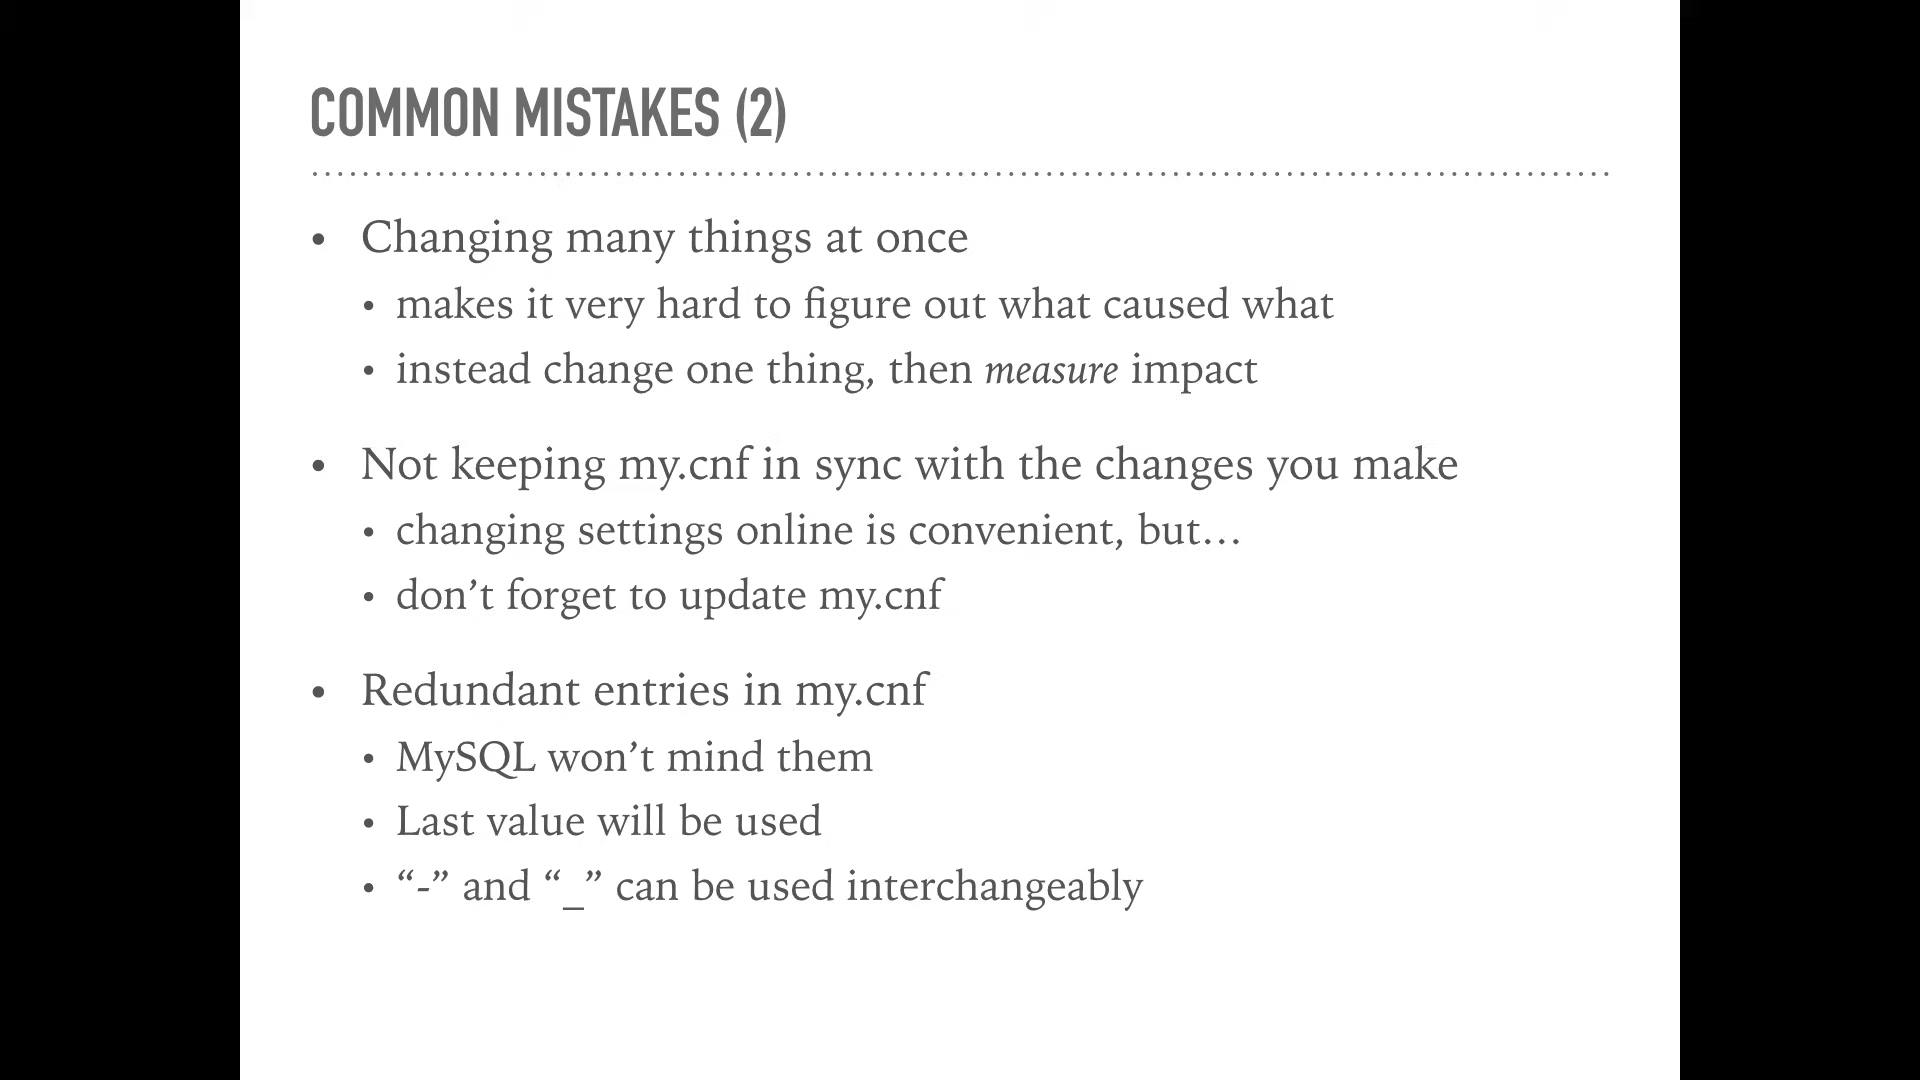 COMMON MISTAKES (2)
• Changing many things at once
• makes it very hard to figure out what caused what
• instead change one thing, then measure impact
• Not keeping my.cnf in sync with the changes you make
• changing settings online is convenient, but…
• don’t forget to update my.cnf
• Redundant entries in my.cnf
• MySQL won’t mind them
• Last value will be used
• “-” and “_” can be used interchangeably